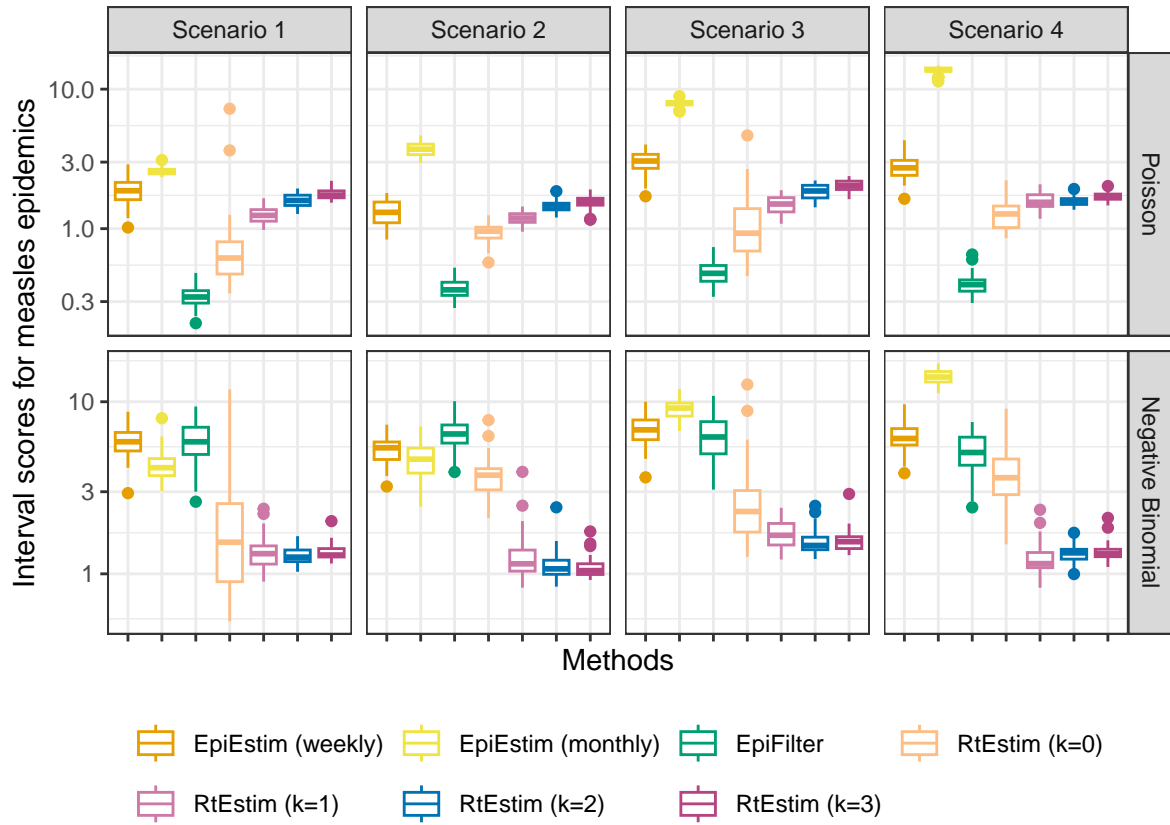 Scenario 1 Scenario 2 Scenario 3 Scenario 4
Interval scores for measles epidemics
10.0
3.0
1.0
0.3
Poisson
10
3
1
Negative Binomial
Methods
EpiEstim (weekly) EpiEstim (monthly) EpiFilter RtEstim (k=0)
RtEstim (k=1) RtEstim (k=2) RtEstim (k=3)